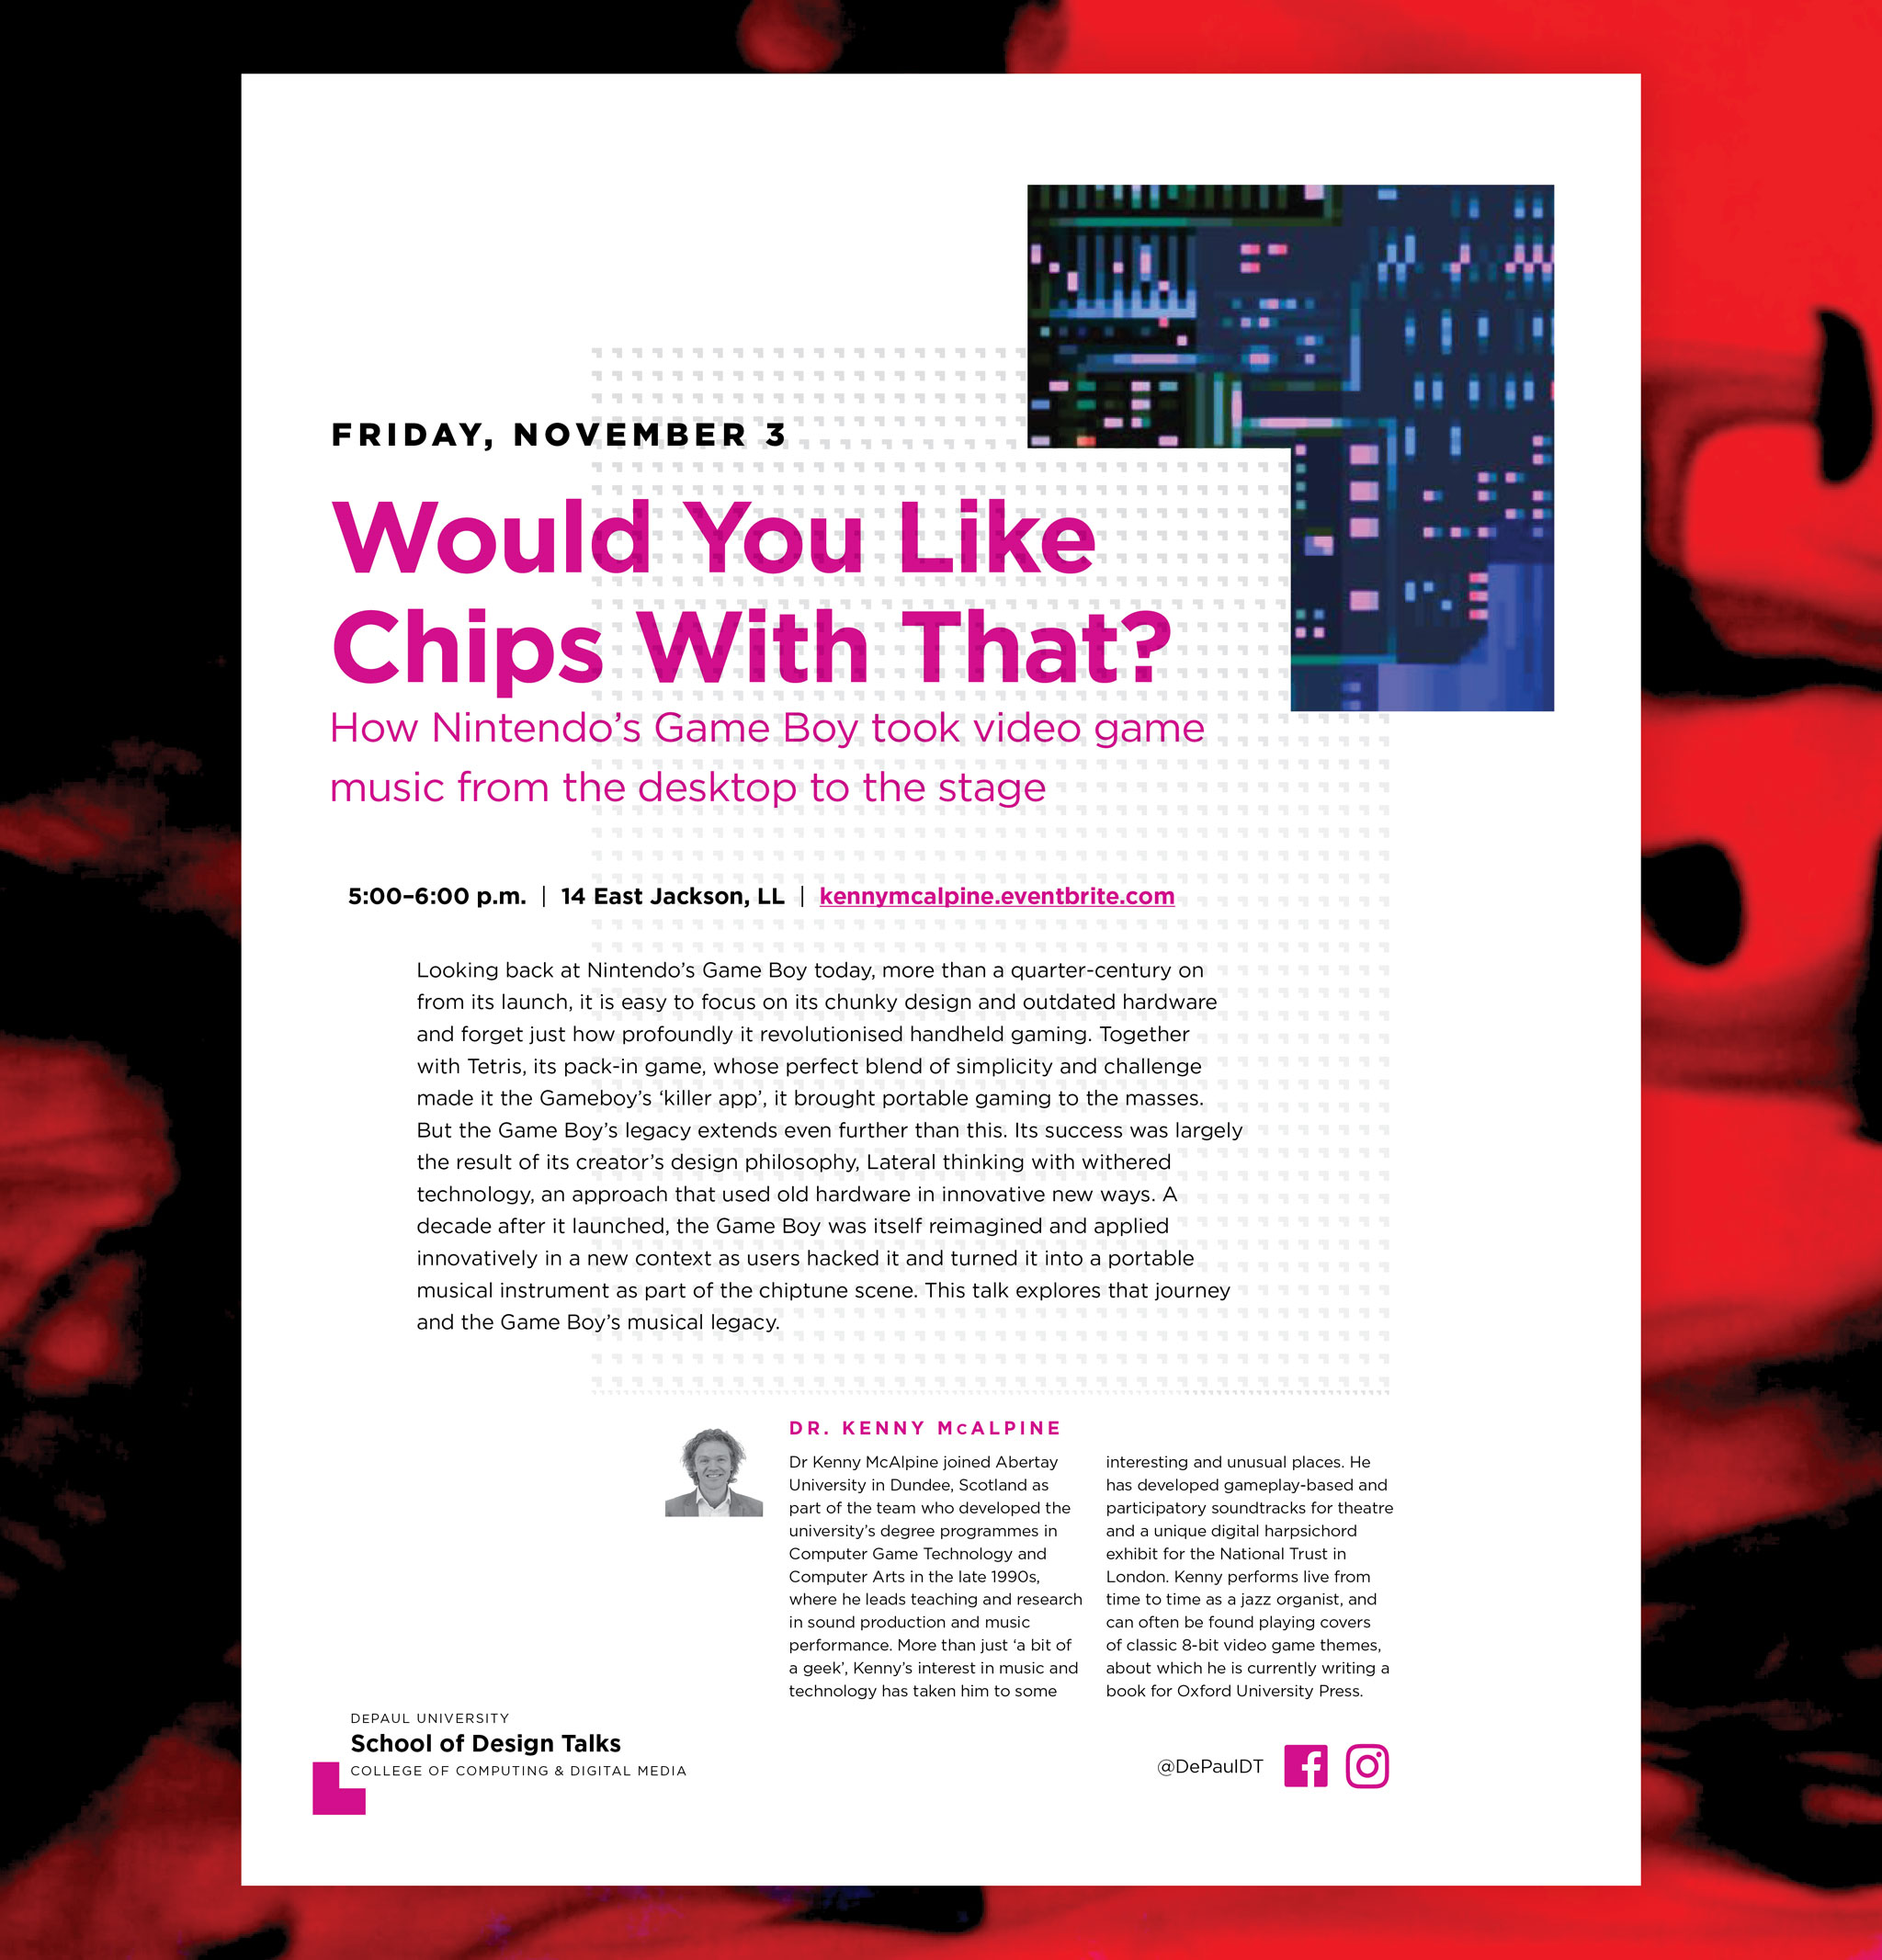 FRIDAY, NOVEMBER 3
Would You Like
Chips With That?
How Nintendo’s Game Boy took video game
music from the desktop to the stage
5:00–6:00 p.m. | 14 East Jackson, LL | kennymcalpine.eventbrite.com
Looking back at Nintendo’s Game Boy today, more than a quarter-century on
from its launch, it is easy to focus on its chunky design and outdated hardware
and forget just how profoundly it revolutionised handheld gaming. Together
with Tetris, its pack-in game, whose perfect blend of simplicity and challenge
made it the Gameboy’s ‘killer app’, it brought portable gaming to the masses.
But the Game Boy’s legacy extends even further than this. Its success was largely
the result of its creator’s design philosophy, Lateral thinking with withered
technology, an approach that used old hardware in innovative new ways. A
decade after it launched, the Game Boy was itself reimagined and applied
innovatively in a new context as users hacked it and turned it into a portable
musical instrument as part of the chiptune scene. This talk explores that journey
and the Game Boy’s musical legacy.
DR. KENNY McALPINE
Dr Kenny McAlpine joined Abertay
University in Dundee, Scotland as
part of the team who developed the
university’s degree programmes in
Computer Game Technology and
Computer Arts in the late 1990s,
where he leads teaching and research
in sound production and music
performance. More than just ‘a bit of
a geek’, Kenny’s interest in music and
technology has taken him to some
interesting and unusual places. He
has developed gameplay-based and
participatory soundtracks for theatre
and a unique digital harpsichord
exhibit for the National Trust in
London. Kenny performs live from
time to time as a jazz organist, and
can often be found playing covers
of classic 8-bit video game themes,
about which he is currently writing a
book for Oxford University Press.
DEPAUL UNIVERSITY
School of Design Talks
COLLEGE OF COMPUTING & DIGITAL MEDIA
@DePaulDT